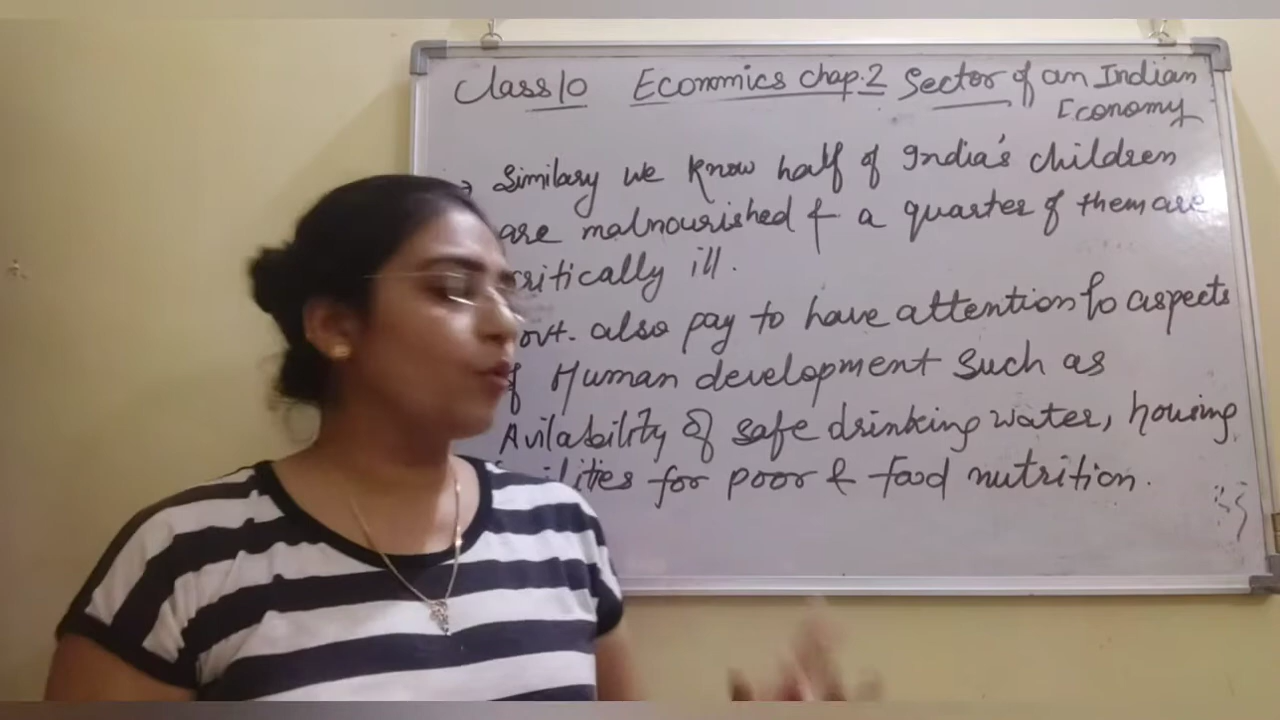 Class 10 Economics Chap.2 Sector of an Indian
Economy
→ Similary we know half of India's children
are malnourished & a quarter of them are
critically ill.
ovt. also pay to have attention to aspects
of Human development such as
Avilability of safe drinking water, housing
for poor & food nutrition.